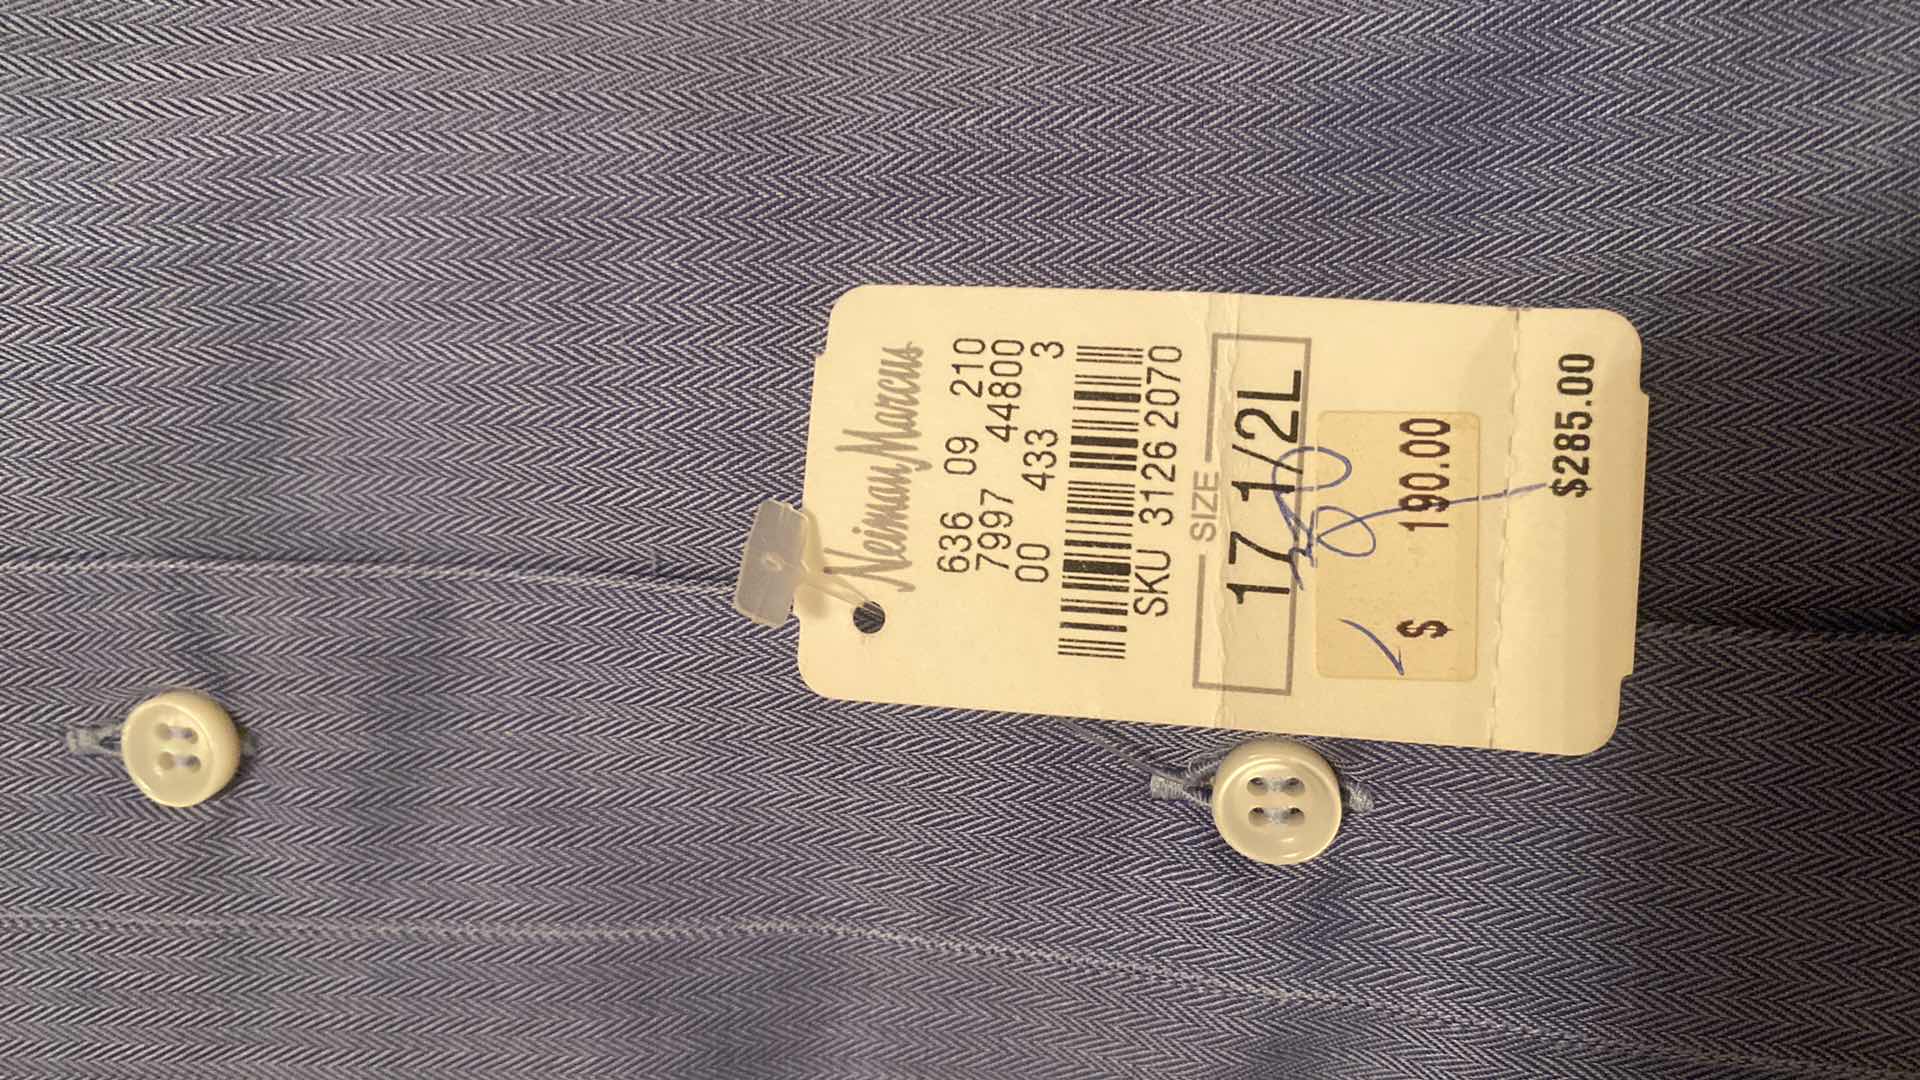 Neiman Marcus
636 09 210
7997 44800
00 433 3
SKU 3126 2070
SIZE
17 1/2L
$ 190.00
$285.00